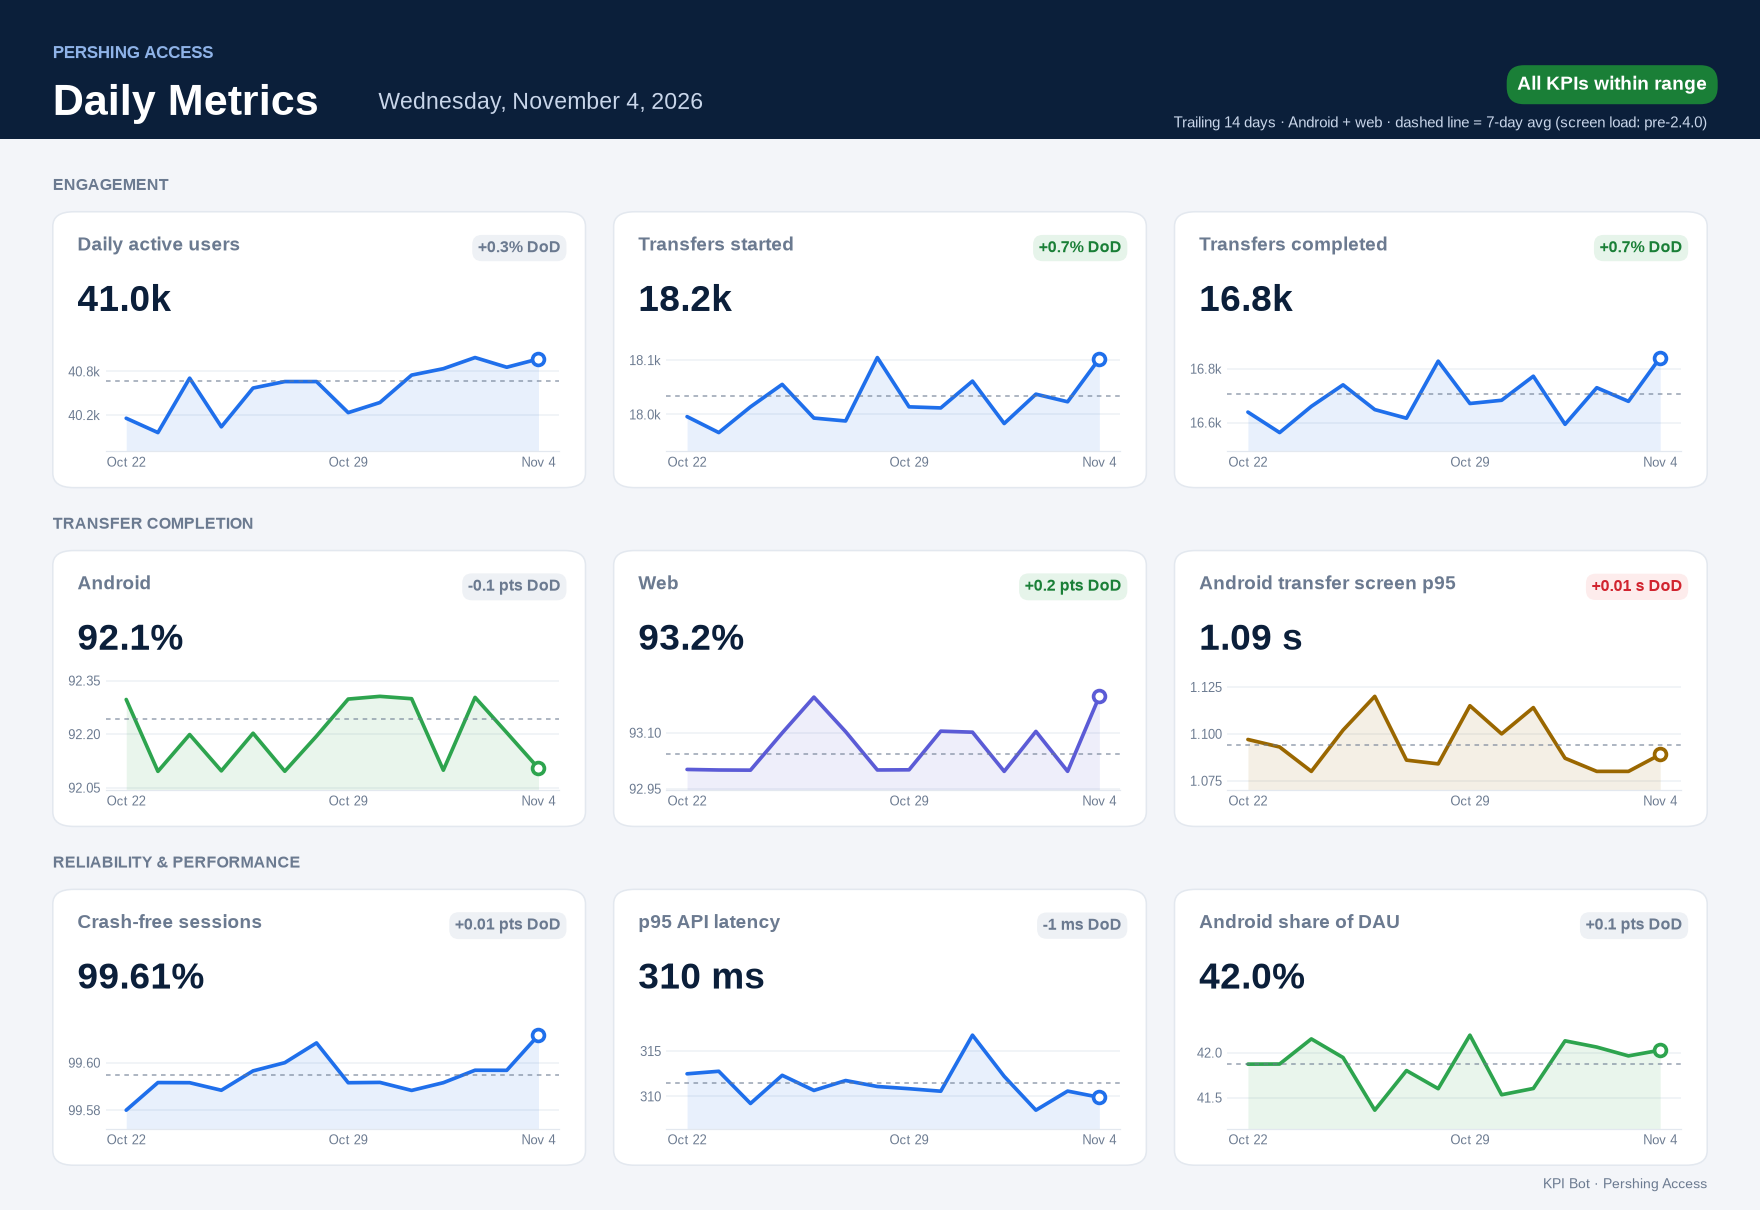 PERSHING ACCESS
Daily Metrics
Wednesday, November 4, 2026
All KPIs within range
Trailing 14 days · Android + web · dashed line = 7-day avg (screen load: pre-2.4.0)
ENGAGEMENT
Daily active users
+0.3% DoD
41.0k
40.8k
40.2k
Oct 22
Oct 29
Nov 4
Transfers started
+0.7% DoD
18.2k
18.1k
18.0k
Oct 22
Oct 29
Nov 4
Transfers completed
+0.7% DoD
16.8k
16.8k
16.6k
Oct 22
Oct 29
Nov 4
TRANSFER COMPLETION
Android
-0.1 pts DoD
92.1%
92.35
92.20
92.05
Oct 22
Oct 29
Nov 4
Web
+0.2 pts DoD
93.2%
93.10
92.95
Oct 22
Oct 29
Nov 4
Android transfer screen p95
+0.01 s DoD
1.09 s
1.125
1.100
1.075
Oct 22
Oct 29
Nov 4
RELIABILITY & PERFORMANCE
Crash-free sessions
+0.01 pts DoD
99.61%
99.60
99.58
Oct 22
Oct 29
Nov 4
p95 API latency
-1 ms DoD
310 ms
315
310
Oct 22
Oct 29
Nov 4
Android share of DAU
+0.1 pts DoD
42.0%
42.0
41.5
Oct 22
Oct 29
Nov 4
KPI Bot · Pershing Access